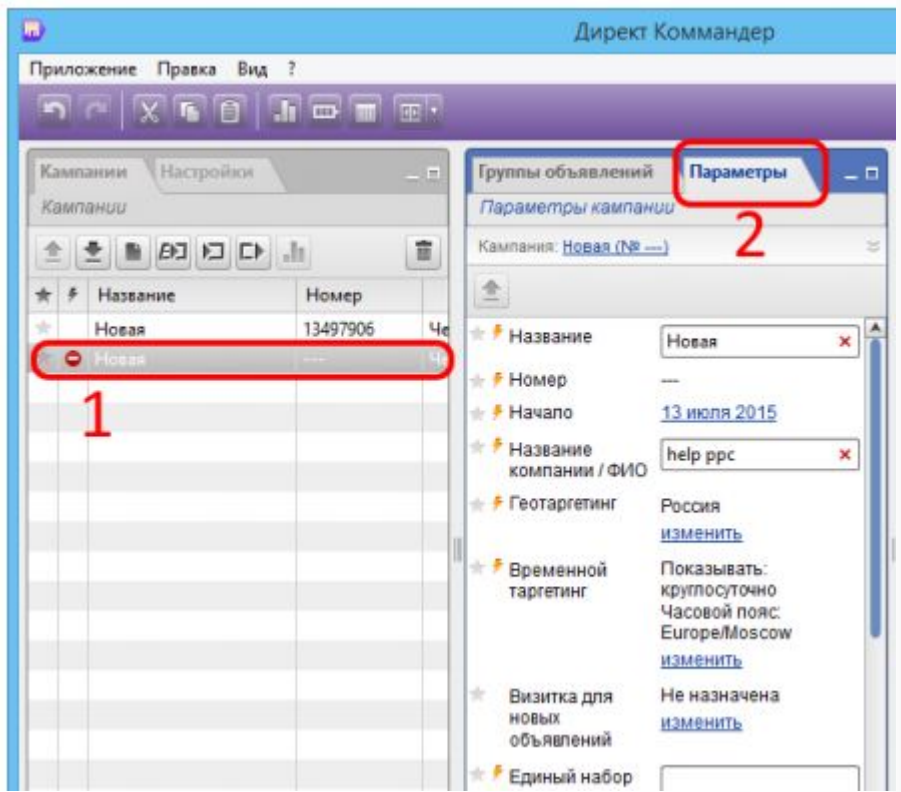 Директ Коммандер
Приложение Правка Вид ?
Кампании Настройки
Кампании
Название Номер
Новая 13497906 Че
Новая --- Че
1
Группы объявлений Параметры
Параметры кампании
2
Кампания: Новая (№ ---)
Название Новая
Номер ---
Начало 13 июля 2015
Название
компании / ФИО
help ppc
Геотаргетинг Россия
изменить
Временной
таргетинг
Показывать:
круглосуточно
Часовой пояс:
Europe/Moscow
изменить
Визитка для
новых
объявлений
Не назначена
изменить
Единый набор